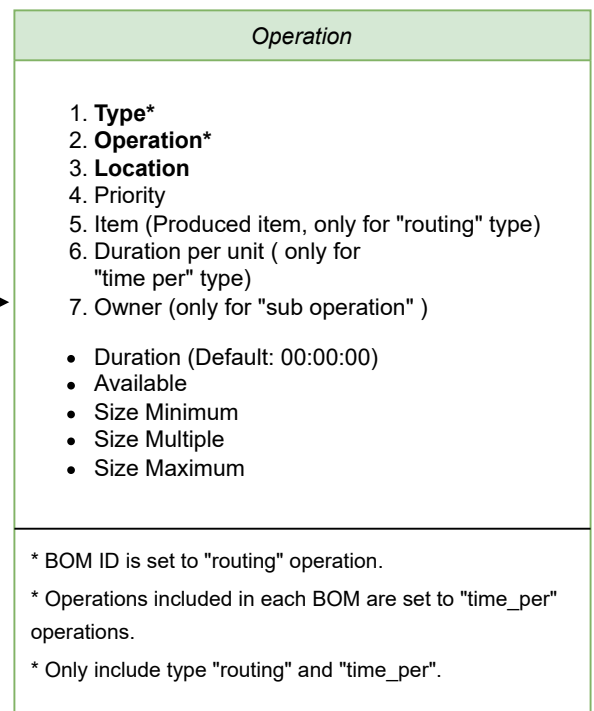 Operation
1. Type*
2. Operation*
3. Location
4. Priority
5. Item (Produced item, only for "routing" type)
6. Duration per unit ( only for
"time per" type)
7. Owner (only for "sub operation" )
• Duration (Default: 00:00:00)
• Available
• Size Minimum
• Size Multiple
• Size Maximum
* BOM ID is set to "routing" operation.
* Operations included in each BOM are set to "time_per"
operations.
* Only include type "routing" and "time_per".